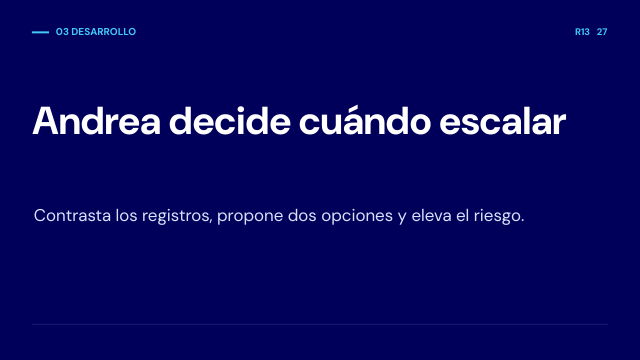 03 DESARROLLO
R13 27
Andrea decide cuándo escalar
Contrasta los registros, propone dos opciones y eleva el riesgo.